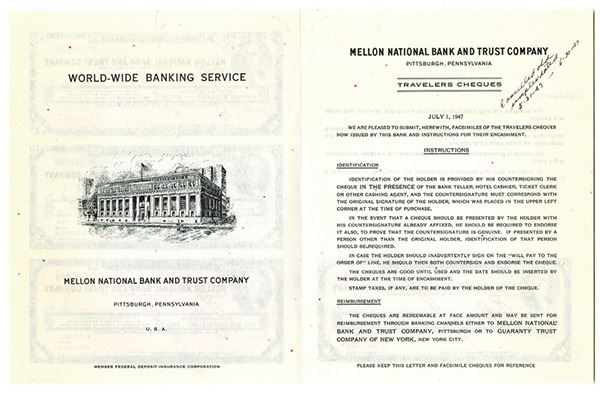 WORLD-WIDE BANKING SERVICE
MELLON NATIONAL BANK AND TRUST COMPANY
PITTSBURGH, PENNSYLVANIA
U.S.A.
MEMBER FEDERAL DEPOSIT INSURANCE CORPORATION
MELLON NATIONAL BANK AND TRUST COMPANY
PITTSBURGH, PENNSYLVANIA
TRAVELERS CHEQUES
Cancelled old
samples dated
5-31-47 - 6-30-47
JULY 1, 1947
WE ARE PLEASED TO SUBMIT, HEREWITH, FACSIMILES OF THE TRAVELERS CHEQUES
NOW ISSUED BY THIS BANK AND INSTRUCTIONS FOR THEIR ENCASHMENT.
INSTRUCTIONS
IDENTIFICATION
IDENTIFICATION OF THE HOLDER IS PROVIDED BY HIS COUNTERSIGNING THE
CHEQUE IN THE PRESENCE OF THE BANK TELLER, HOTEL CASHIER, TICKET CLERK
OR OTHER CASHING AGENT, AND THE COUNTERSIGNATURE MUST CORRESPOND WITH
THE ORIGINAL SIGNATURE OF THE HOLDER, WHICH WAS PLACED IN THE UPPER LEFT
CORNER AT THE TIME OF PURCHASE.
IN THE EVENT THAT A CHEQUE SHOULD BE PRESENTED BY THE HOLDER WITH
HIS COUNTERSIGNATURE ALREADY AFFIXED, HE SHOULD BE REQUIRED TO ENDORSE
IT ALSO, TO PROVE THAT THE COUNTERSIGNATURE IS GENUINE. IF PRESENTED BY A
PERSON OTHER THAN THE ORIGINAL HOLDER, IDENTIFICATION OF THAT PERSON
SHOULD BE REQUIRED.
IN CASE THE HOLDER SHOULD INADVERTENTLY SIGN ON THE "WILL PAY TO THE
ORDER OF" LINE, HE SHOULD THEN BOTH COUNTERSIGN AND ENDORSE THE CHEQUE.
THE CHEQUES ARE GOOD UNTIL USED AND THE DATE SHOULD BE INSERTED BY
THE HOLDER AT THE TIME OF ENCASHMENT.
STAMP TAXES, IF ANY, ARE TO BE PAID BY THE HOLDER OF THE CHEQUE.
REIMBURSEMENT
THE CHEQUES ARE REDEEMABLE AT FACE AMOUNT AND MAY BE SENT FOR
REIMBURSEMENT THROUGH BANKING CHANNELS EITHER TO MELLON NATIONAL
BANK AND TRUST COMPANY, PITTSBURGH OR TO GUARANTY TRUST
COMPANY OF NEW YORK, NEW YORK CITY.
PLEASE KEEP THIS LETTER AND FACSIMILE CHEQUES FOR REFERENCE